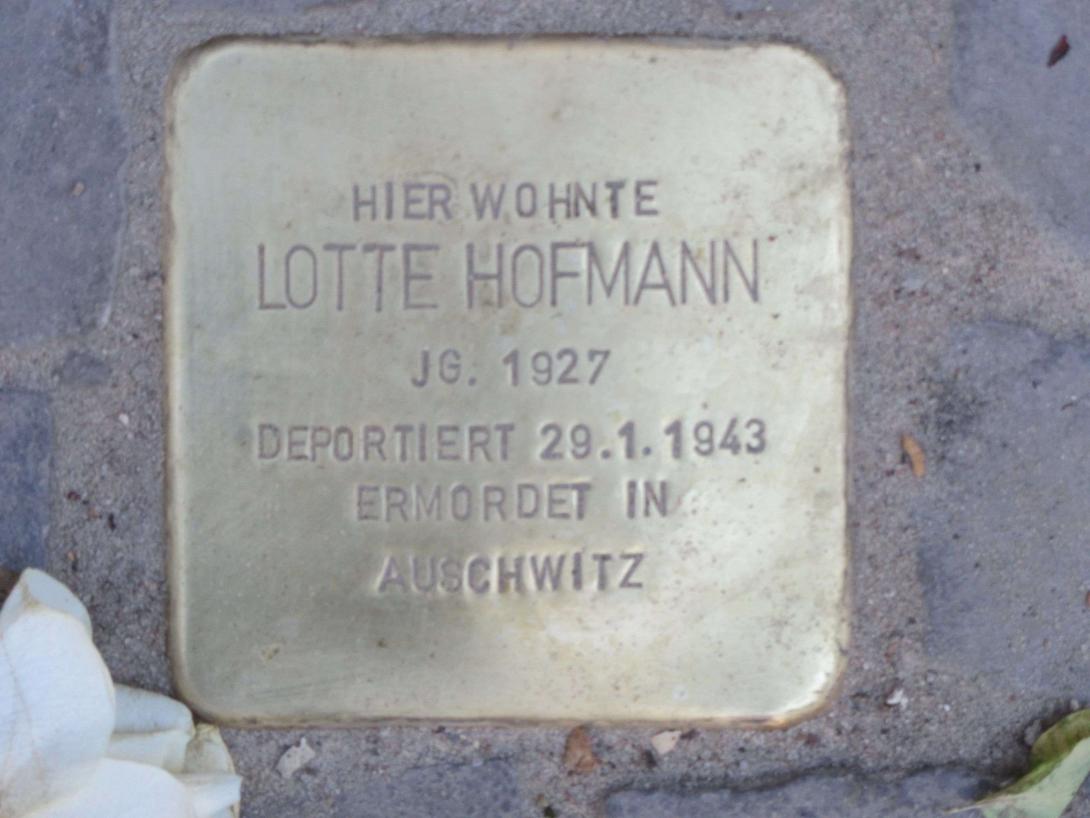 HIER WOHNTE
LOTTE HOFMANN
JG. 1927
DEPORTIERT 29.1.1943
ERMORDET IN
AUSCHWITZ